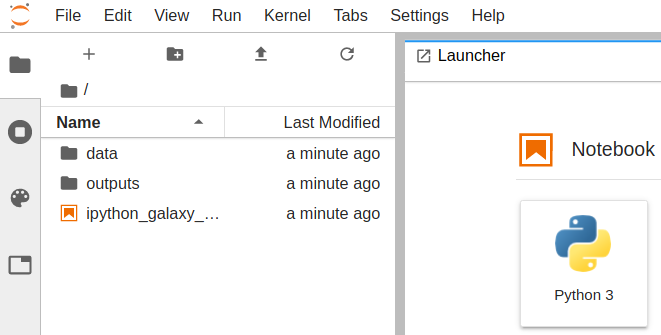 File Edit View Run Kernel Tabs Settings Help
Launcher
/
Name Last Modified
data a minute ago
outputs a minute ago
ipython_galaxy_… a minute ago
Notebook
Python 3